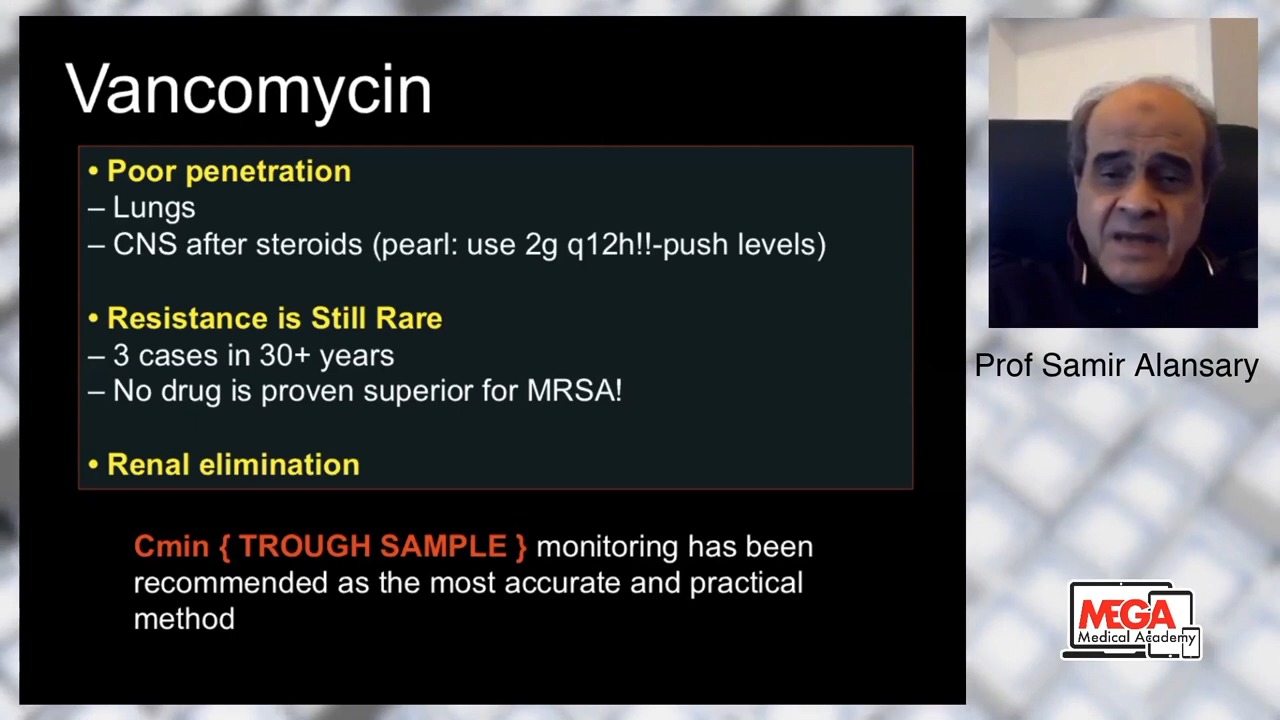 Vancomycin
• Poor penetration
– Lungs
– CNS after steroids (pearl: use 2g q12h!!-push levels)
• Resistance is Still Rare
– 3 cases in 30+ years
– No drug is proven superior for MRSA!
• Renal elimination
Cmin { TROUGH SAMPLE } monitoring has been
recommended as the most accurate and practical
method
Prof Samir Alansary
MEGA
Medical Academy